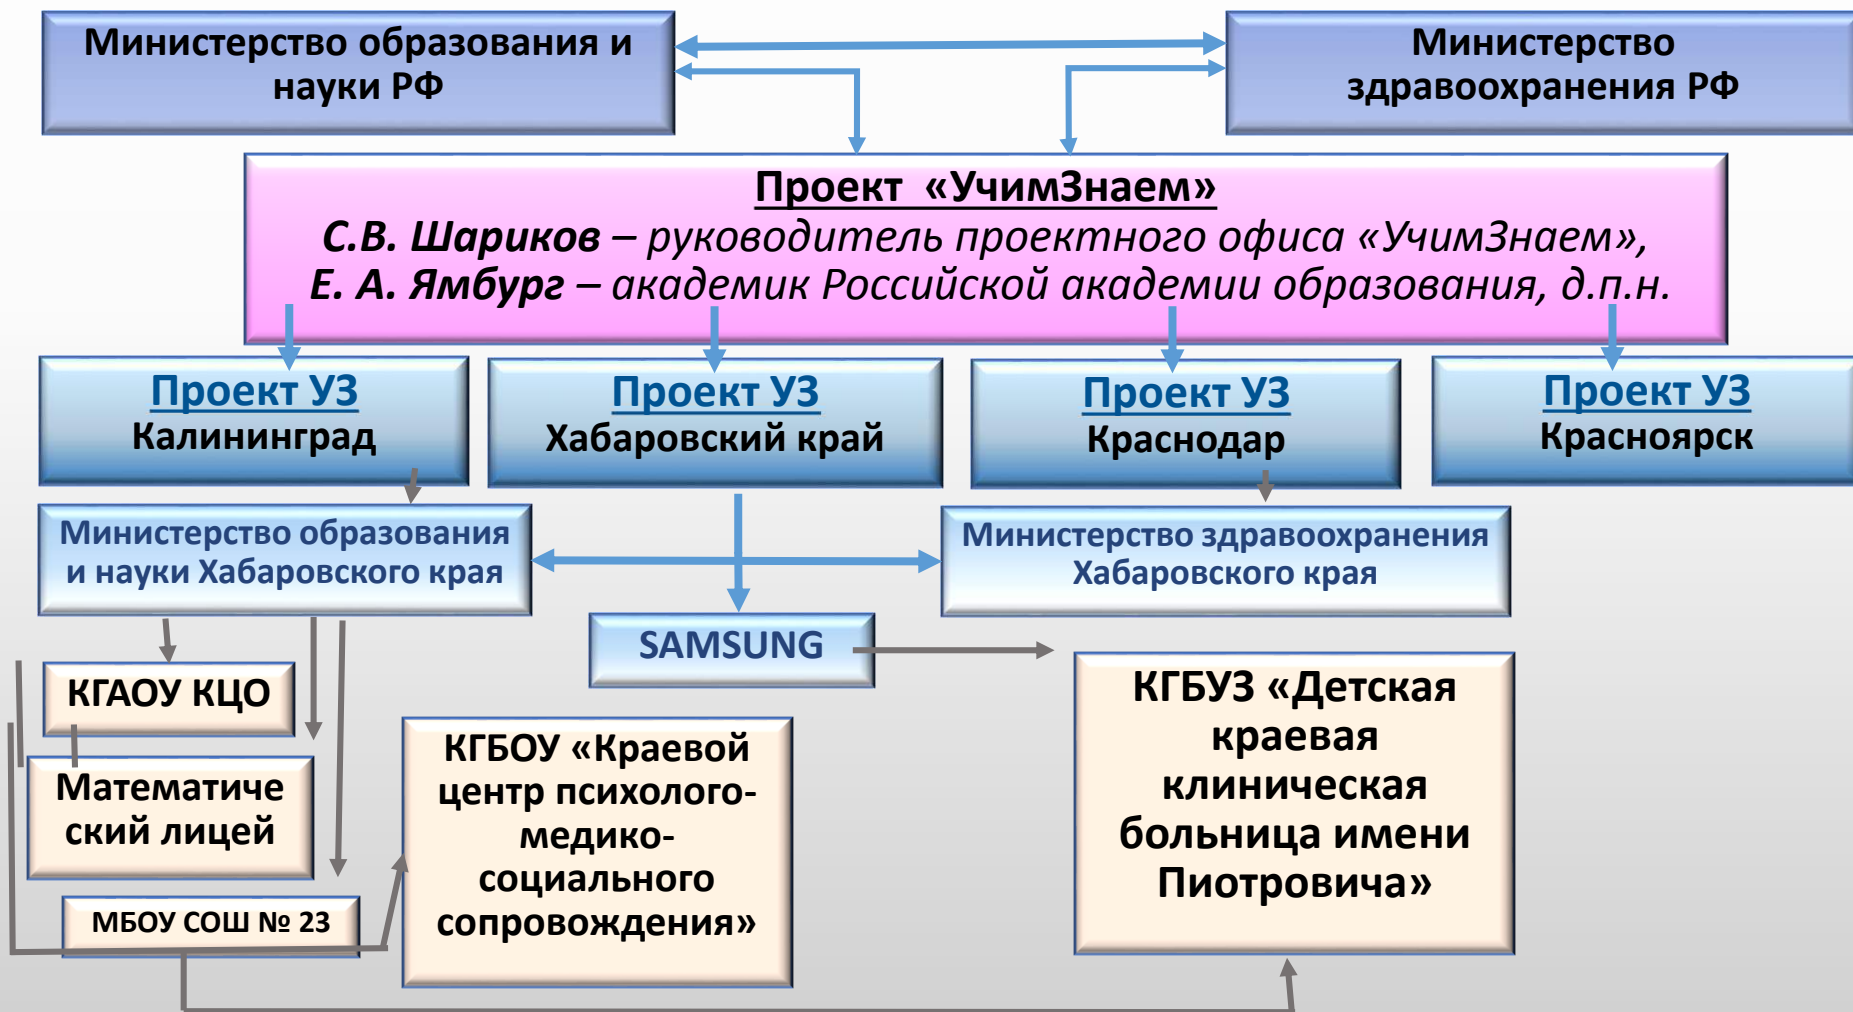 Министерство образования и
науки РФ
Министерство
здравоохранения РФ
Проект «УчимЗнаем»
С.В. Шариков – руководитель проектного офиса «УчимЗнаем»,
Е. А. Ямбург – академик Российской академии образования, д.п.н.
Проект УЗ
Калининград
Проект УЗ
Хабаровский край
Проект УЗ
Краснодар
Проект УЗ
Красноярск
Министерство образования
и науки Хабаровского края
Министерство здравоохранения
Хабаровского края
SAMSUNG
КГАОУ КЦО
Математиче
ский лицей
МБОУ СОШ № 23
КГБОУ «Краевой
центр психолого-
медико-
социального
сопровождения»
КГБУЗ «Детская
краевая
клиническая
больница имени
Пиотровича»